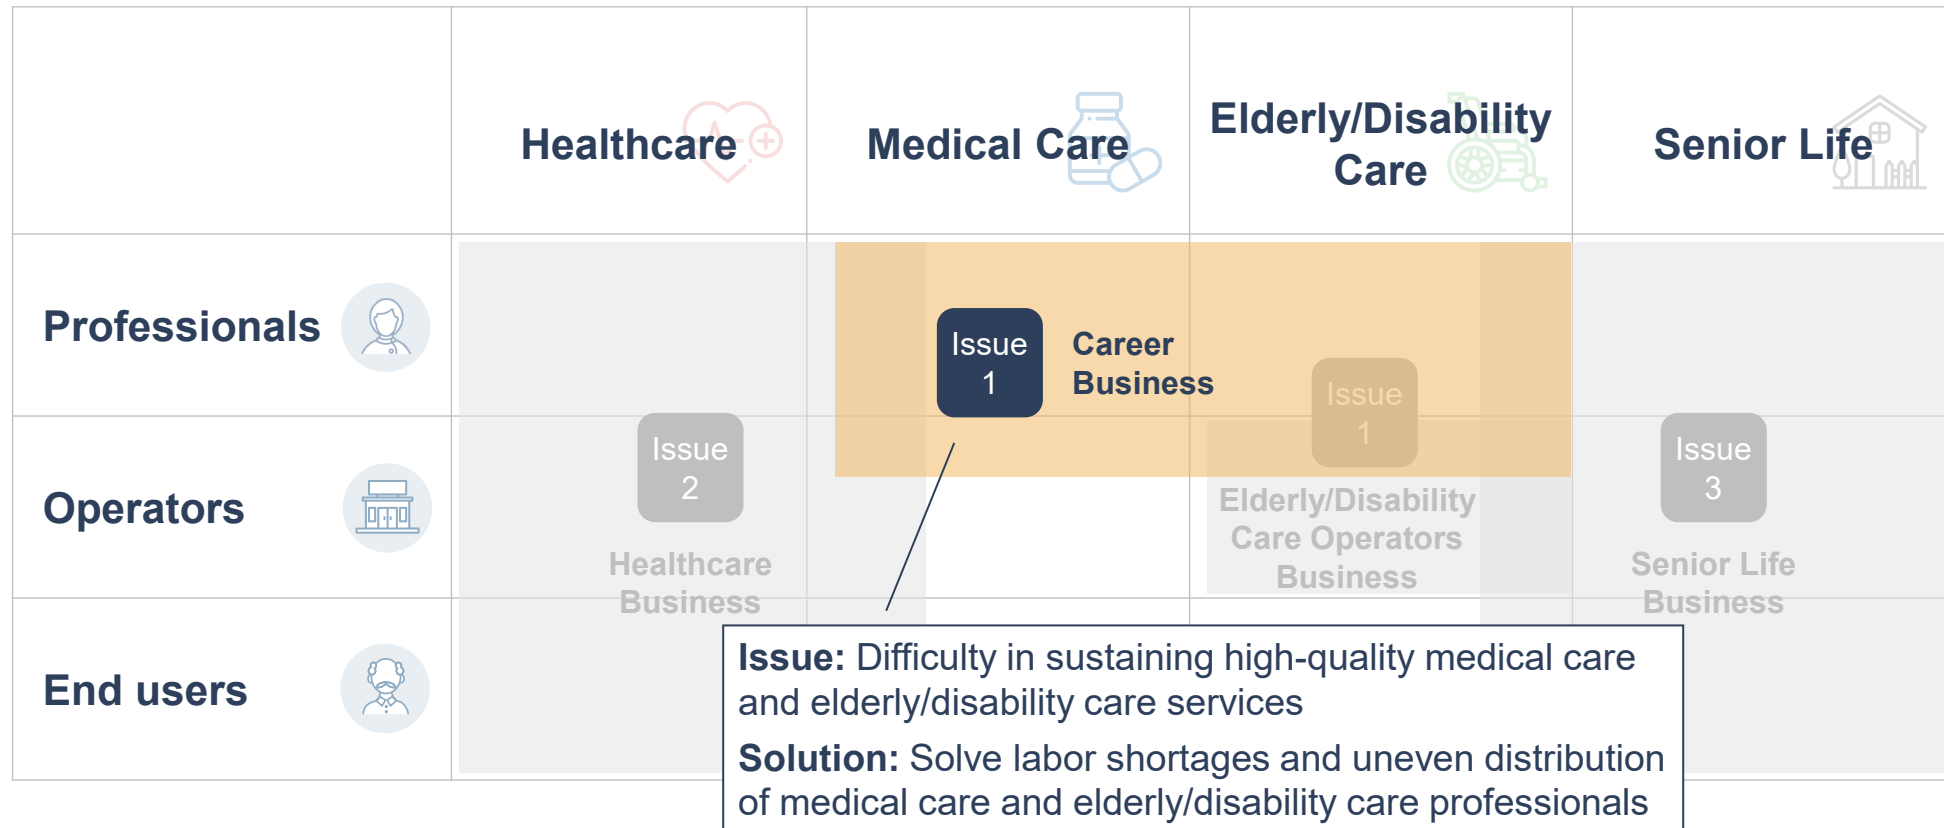 Healthcare
Medical Care
Elderly/Disability
Care
Senior Life
Professionals
Issue
1
Career
Business
Issue
1
Operators
Issue
2
Healthcare
Business
Elderly/Disability
Care Operators
Business
Issue
3
Senior Life
Business
End users
Issue: Difficulty in sustaining high-quality medical care
and elderly/disability care services
Solution: Solve labor shortages and uneven distribution
of medical care and elderly/disability care professionals